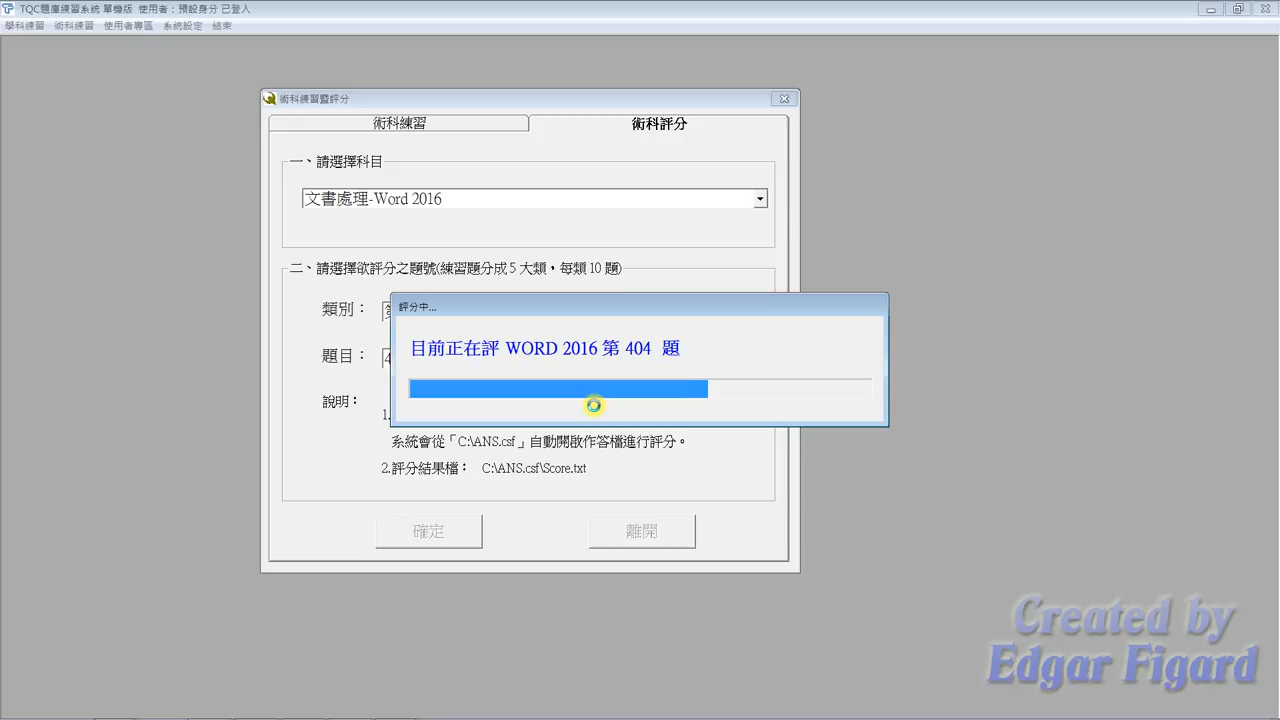 TQC題庫練習系統 單機版 使用者：預設身分 已登入
學科練習 術科練習 使用者專區 系統設定 結束
術科練習暨評分
術科練習 術科評分
一、請選擇科目
文書處理-Word 2016
二、請選擇欲評分之題號(練習題分成 5 大類，每類 10 題)
類別：
評分中...
目前正在評 WORD 2016 第 404 題
題目： 4
說明：
1.
系統會從「C:\ANS.csf」自動開啟作答檔進行評分。
2.評分結果檔： C:\ANS.csf\Score.txt
確定 離開
Created by
Edgar Figard